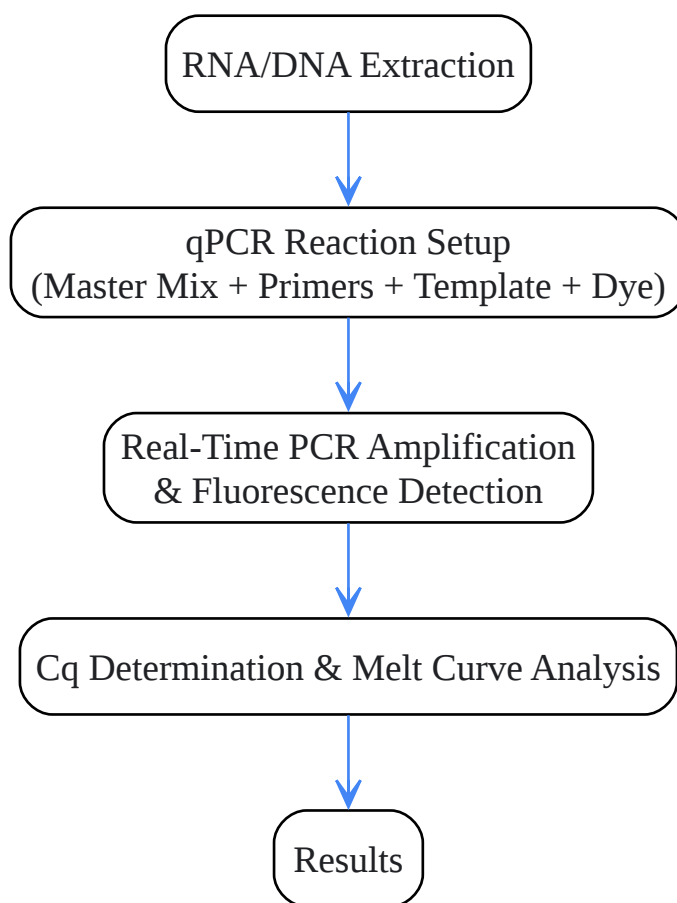 RNA/DNA Extraction
qPCR Reaction Setup
(Master Mix + Primers + Template + Dye)
Real-Time PCR Amplification
& Fluorescence Detection
Cq Determination & Melt Curve Analysis
Results